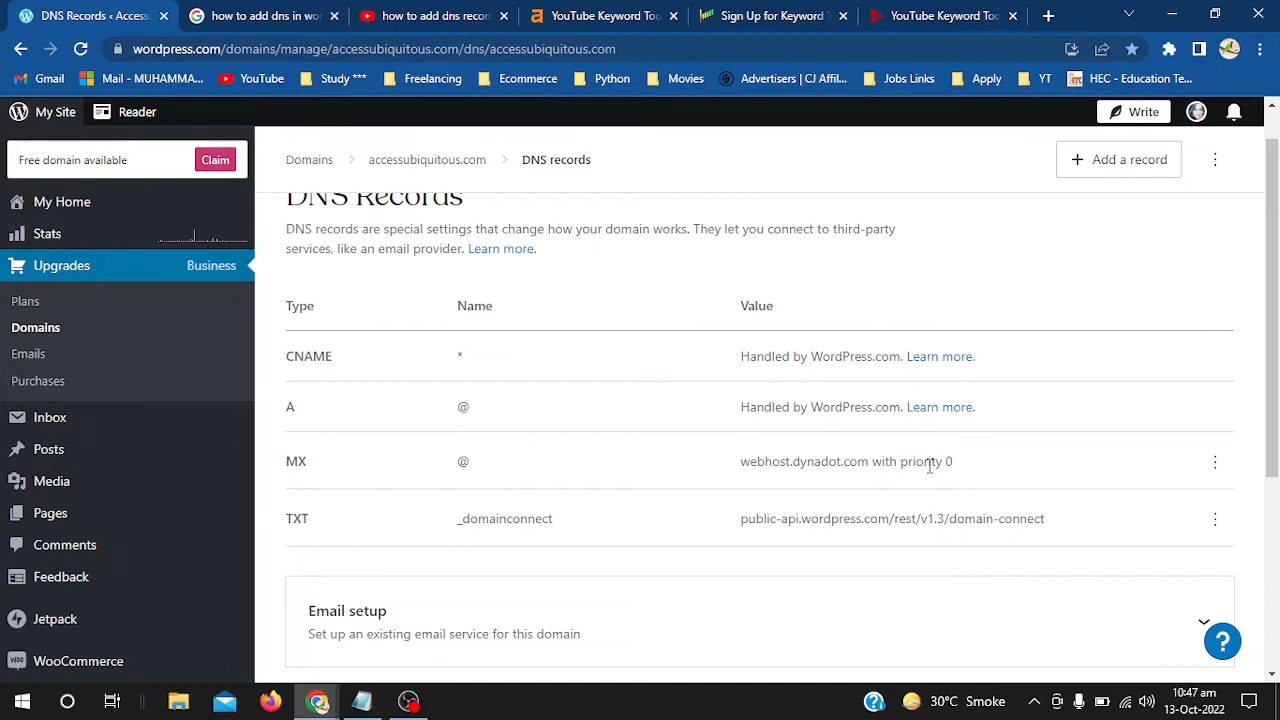 DNS Records ‹ Access
how to add dns in wo
how to add dns recor
YouTube Keyword Too
Sign Up for Keyword T
YouTube Keyword Too
wordpress.com/domains/manage/accessubiquitous.com/dns/accessubiquitous.com
Gmail
Mail - MUHAMMA...
YouTube
Study ***
Freelancing
Ecommerce
Python
Movies
Advertisers | CJ Affil...
Jobs Links
Apply
YT
HEC - Education Te...
My Site
Reader
Write
Free domain available
Claim
My Home
Stats
Upgrades
Business
Plans
Domains
Emails
Purchases
Inbox
Posts
Media
Pages
Comments
Feedback
Jetpack
WooCommerce
Domains
accessubiquitous.com
DNS records
+ Add a record
DNS Records
DNS records are special settings that change how your domain works. They let you connect to third-party
services, like an email provider. Learn more.
Type Name Value
CNAME * Handled by WordPress.com. Learn more.
A @ Handled by WordPress.com. Learn more.
MX @ webhost.dynadot.com with priority 0
TXT _domainconnect public-api.wordpress.com/rest/v1.3/domain-connect
Email setup
Set up an existing email service for this domain
?
30°C Smoke
10:47 am
13-Oct-2022